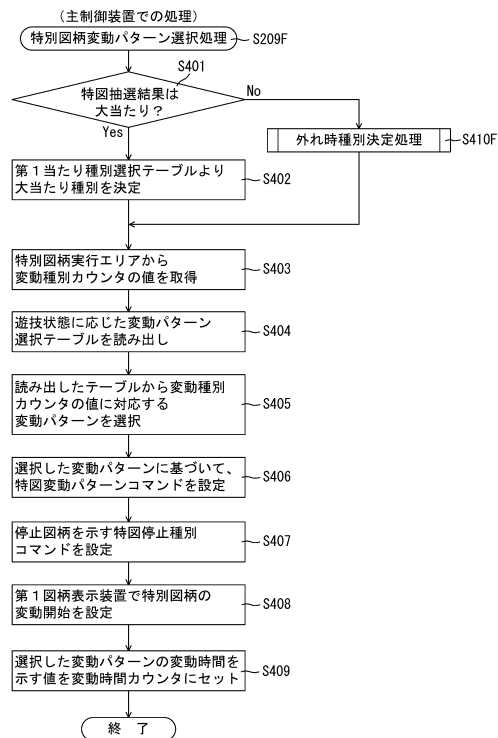 （主制御装置での処理）
特別図柄変動パターン選択処理
S209F
S401
特図抽選結果は
大当たり？
No
Yes
外れ時種別決定処理
S410F
第１当たり種別選択テーブルより
大当たり種別を決定
S402
特別図柄実行エリアから
変動種別カウンタの値を取得
S403
遊技状態に応じた変動パターン
選択テーブルを読み出し
S404
読み出したテーブルから変動種別
カウンタの値に対応する
変動パターンを選択
S405
選択した変動パターンに基づいて、
特図変動パターンコマンドを設定
S406
停止図柄を示す特図停止種別
コマンドを設定
S407
第１図柄表示装置で特別図柄の
変動開始を設定
S408
選択した変動パターンの変動時間を
示す値を変動時間カウンタにセット
S409
終　了